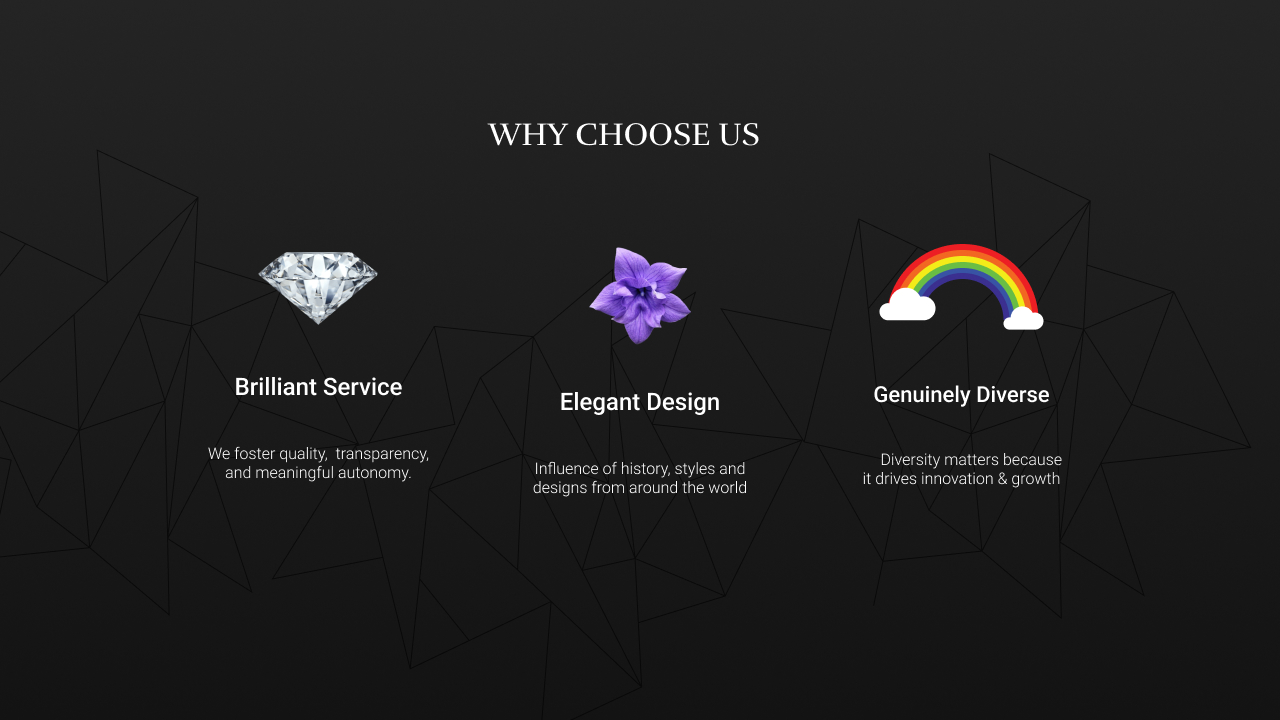 WHY CHOOSE US
Brilliant Service
We foster quality,  transparency,
and meaningful autonomy.
Elegant Design
Influence of history, styles and
designs from around the world
Genuinely Diverse
Diversity matters because
it drives innovation & growth